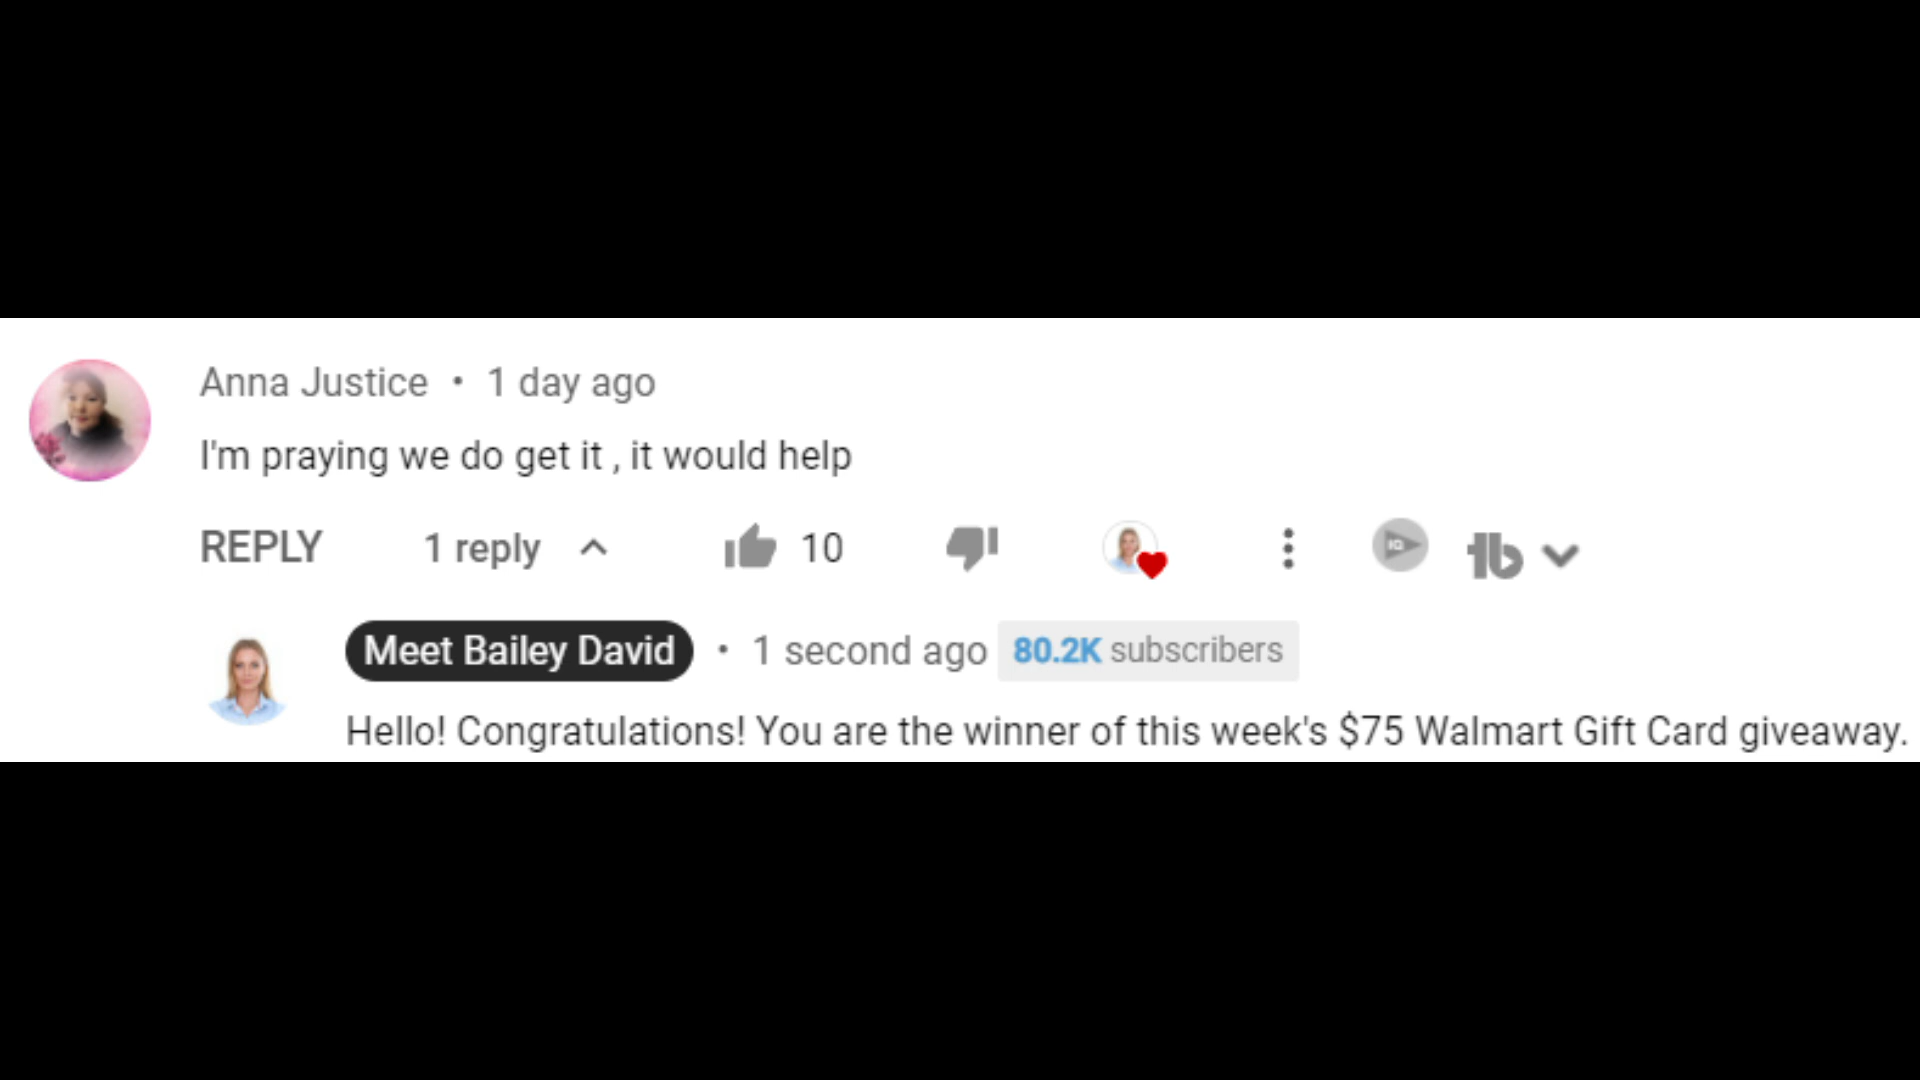 Anna Justice • 1 day ago
I'm praying we do get it , it would help
REPLY 1 reply 10
Meet Bailey David • 1 second ago 80.2K subscribers
Hello! Congratulations! You are the winner of this week's $75 Walmart Gift Card giveaway.